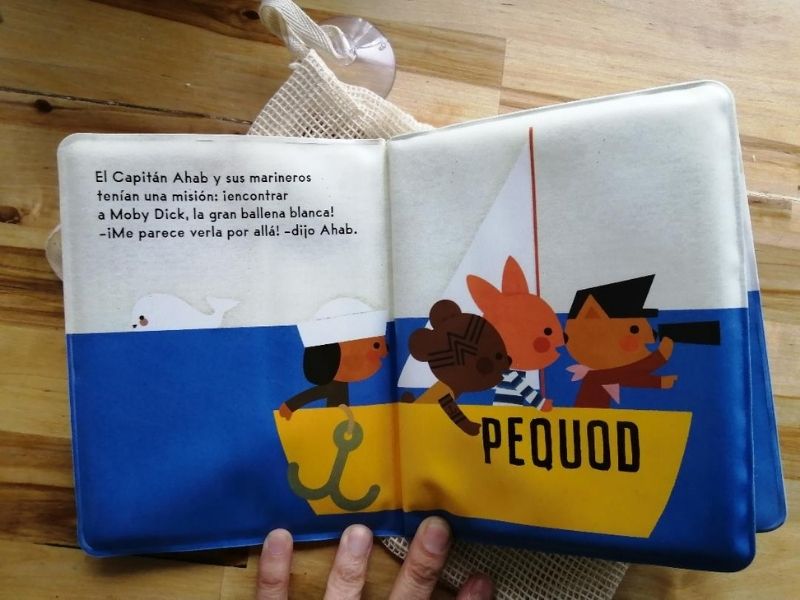 El Capitán Ahab y sus marineros
tenían una misión: ¡encontrar
a Moby Dick, la gran ballena blanca!
-¡Me parece verla por allá! -dijo Ahab.
PEQUOD